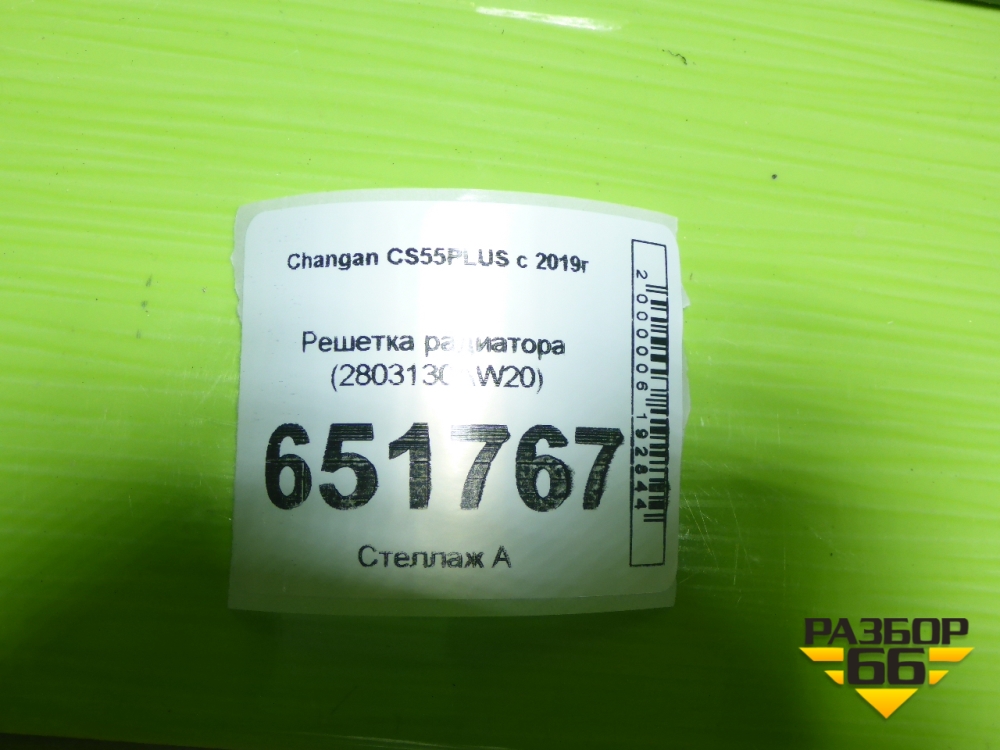 Changan CS55PLUS с 2019г
Решетка радиатора
651767
Стеллаж А
2000006192844
РАЗБОР
66